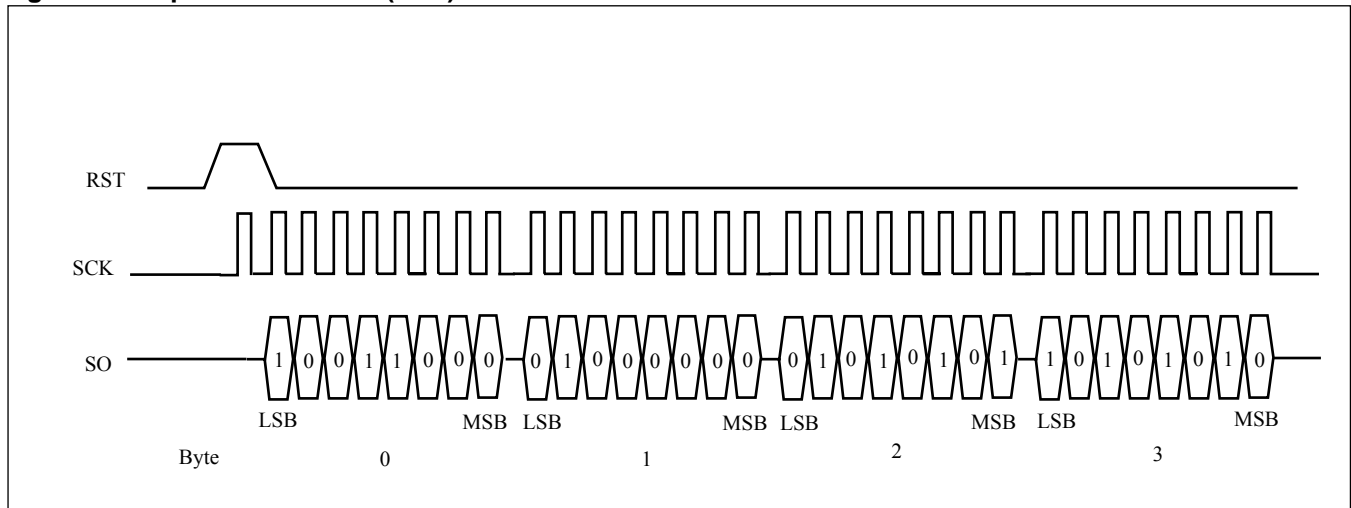 RST
SCK
SO
1 0 0 1 1 0 0 0 0 1 0 0 0 0 0 0 0 1 0 1 0 1 0 1 1 0 1 0 1 0 1 0
LSB MSB LSB MSB LSB MSB LSB MSB
Byte 0 1 2 3